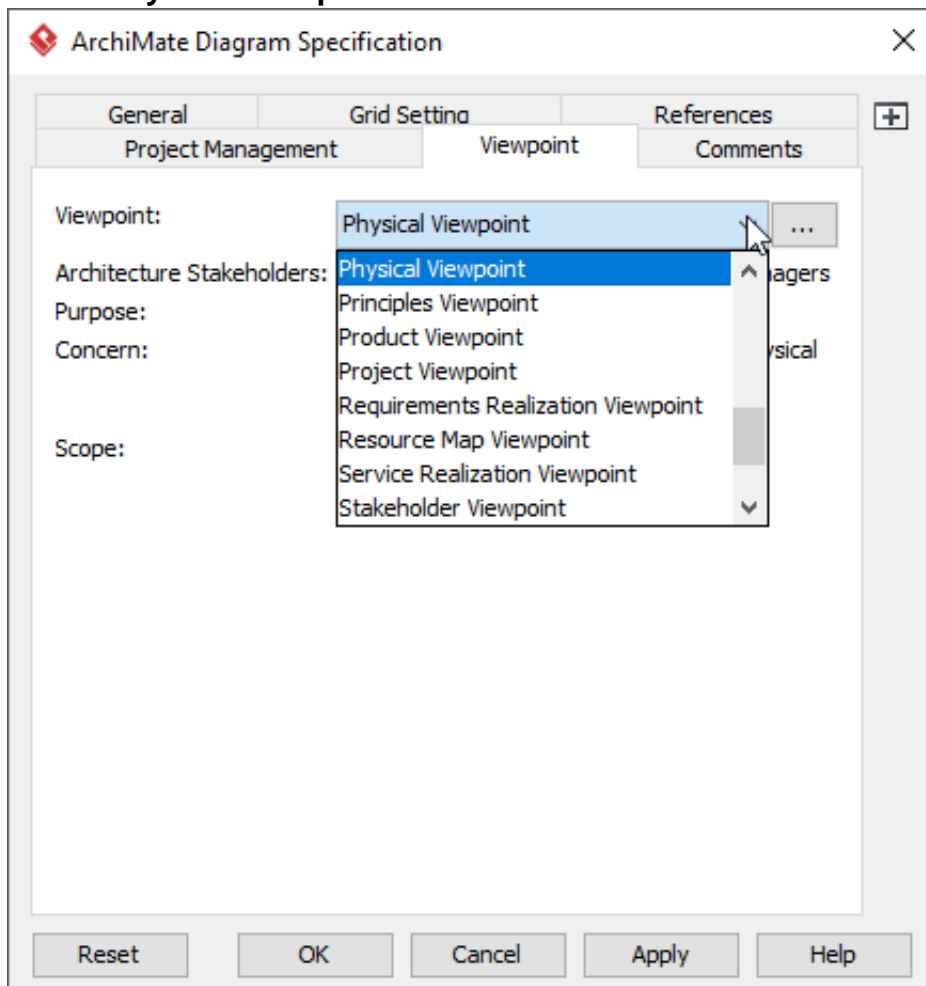 ArchiMate Diagram Specification
General Grid Setting References
Project Management Viewpoint Comments
Viewpoint: Physical Viewpoint ...
Architecture Stakeholders: Physical Viewpoint
Purpose: Principles Viewpoint
Concern: Product Viewpoint
Project Viewpoint
Requirements Realization Viewpoint
Scope: Resource Map Viewpoint
Service Realization Viewpoint
Stakeholder Viewpoint
Reset OK Cancel Apply Help